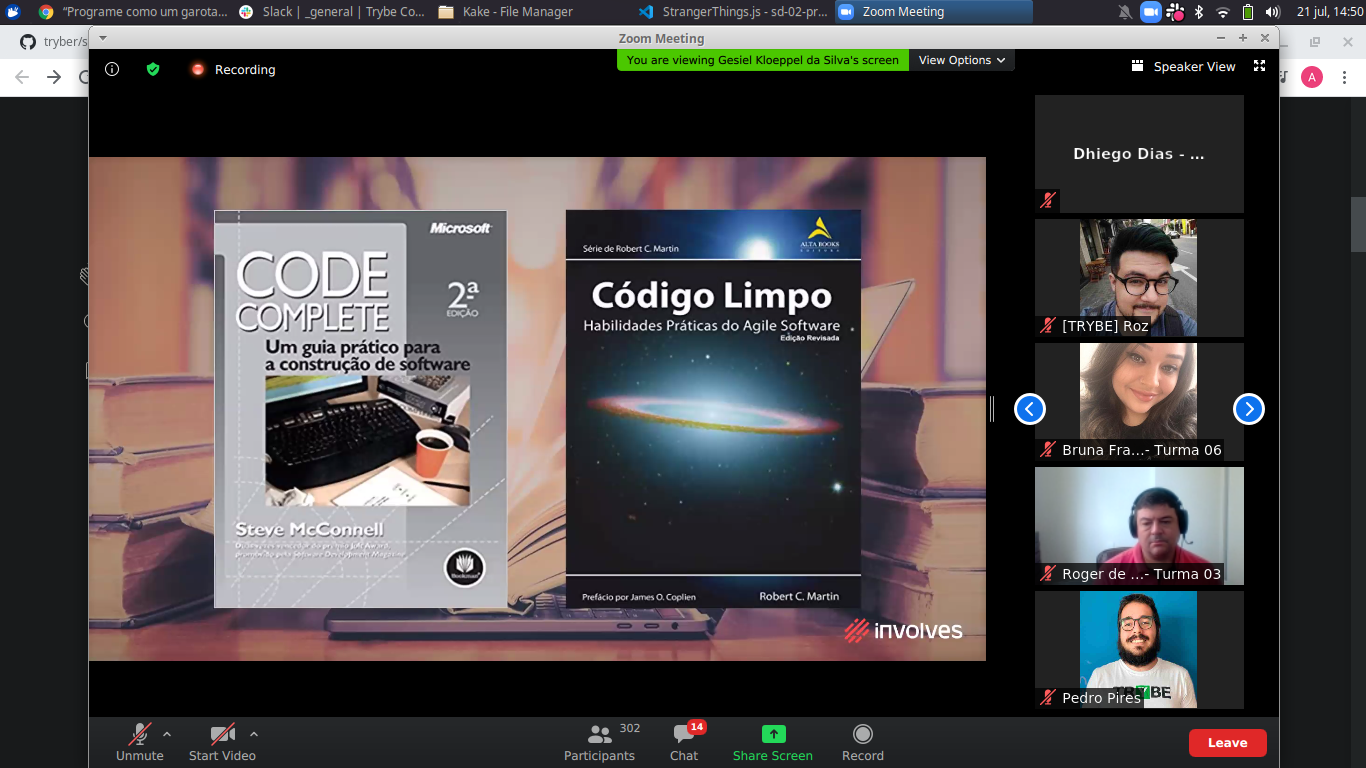 “Programe como um garota...
Slack | _general | Trybe Co...
Kake - File Manager
StrangerThings.js - sd-02-pr...
Zoom Meeting
21 jul, 14:50
tryber/s
Zoom Meeting
A
Recording
You are viewing Gesiel Kloeppel da Silva's screen
View Options
Speaker View
Microsoft
CODE
COMPLETE
2ª
EDIÇÃO
Um guia prático para
a construção de software
Steve McConnell
Bookman
Série de Robert C. Martin
ALTA BOOKS
EDITORA
Código Limpo
Habilidades Práticas do Agile Software
Edição Revisada
Prefácio por James O. Coplien
Robert C. Martin
involves
Dhiego Dias - ...
[TRYBE] Roz
Bruna Fra...- Turma 06
Roger de ...- Turma 03
TRYBE
Pedro Pires
Unmute
Start Video
302
Participants
14
Chat
Share Screen
Record
Leave